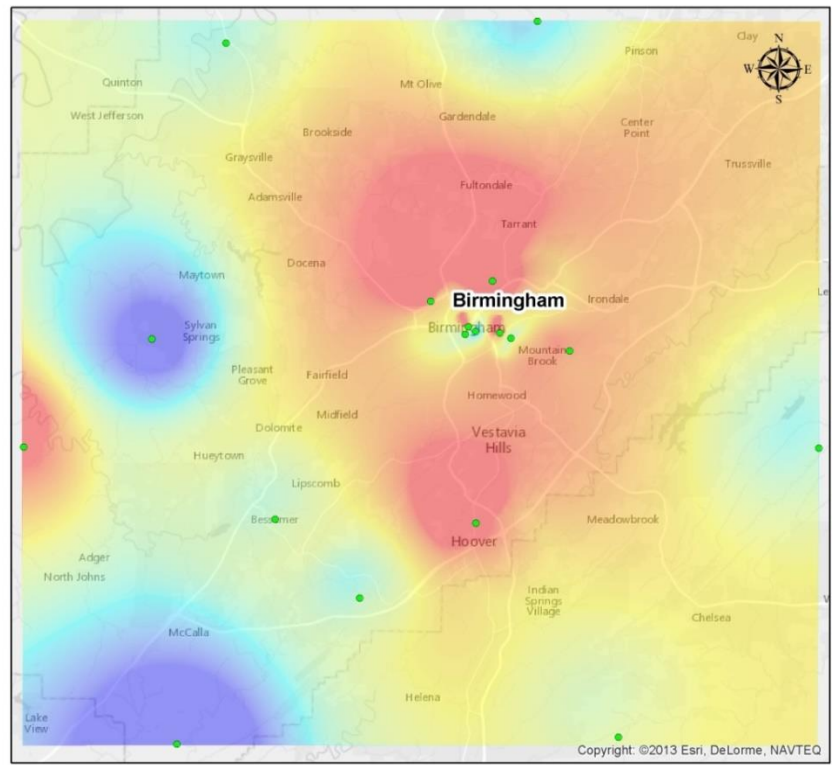 Clay
N
Pinson
W
E
S
Quinton
Mt Olive
West Jefferson
Gardendale
Brookside
Center
Point
Graysville
Trussville
Fultondale
Adamsville
Tarrant
Docena
Maytown
Birmingham
Irondale
Le
Birmingham
Sylvan
Springs
Mountain
Brook
Pleasant
Grove
Fairfield
Homewood
Midfield
Dolomite
Vestavia
Hills
Hueytown
Lipscomb
Bessemer
Meadowbrook
Hoover
Adger
North Johns
Indian
Springs
Village
Chelsea
McCalla
Helena
Lake
View
Copyright: ©2013 Esri, DeLorme, NAVTEQ